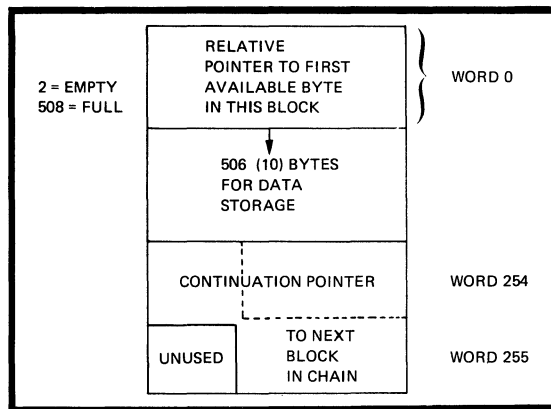 RELATIVE
POINTER TO FIRST
AVAILABLE BYTE
IN THIS BLOCK
2 = EMPTY
508 = FULL
WORD 0
506 (10) BYTES
FOR DATA
STORAGE
CONTINUATION POINTER
WORD 254
TO NEXT
BLOCK
IN CHAIN
UNUSED
WORD 255